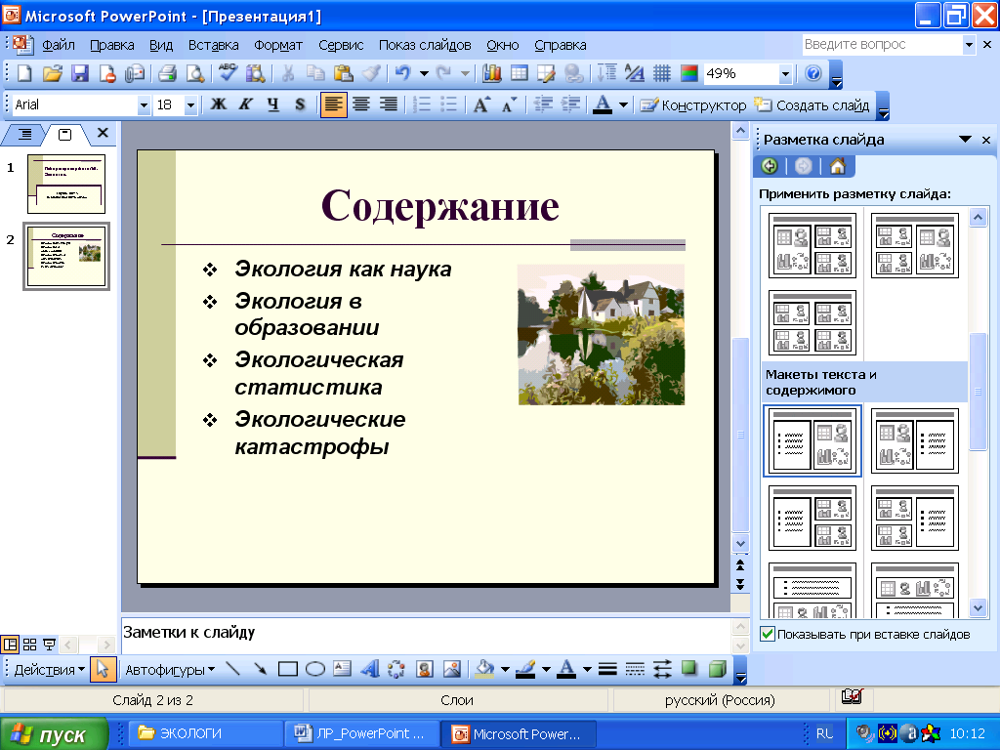 Microsoft PowerPoint - [Презентация1]
Файл Правка Вид Вставка Формат Сервис Показ слайдов Окно Справка
Введите вопрос
49%
Arial 18 Ж К Ч S
Конструктор Создать слайд
1
2
Содержание
Содержание
Экология как наука
Экология в
образовании
Экологическая
статистика
Экологические
катастрофы
Разметка слайда
Применить разметку слайда:
Макеты текста и
содержимого
Показывать при вставке слайдов
Заметки к слайду
Действия Автофигуры
Слайд 2 из 2 Слои русский (Россия)
пуск ЭКОЛОГИ ЛР_PowerPoint ... Microsoft Power... RU 10:12